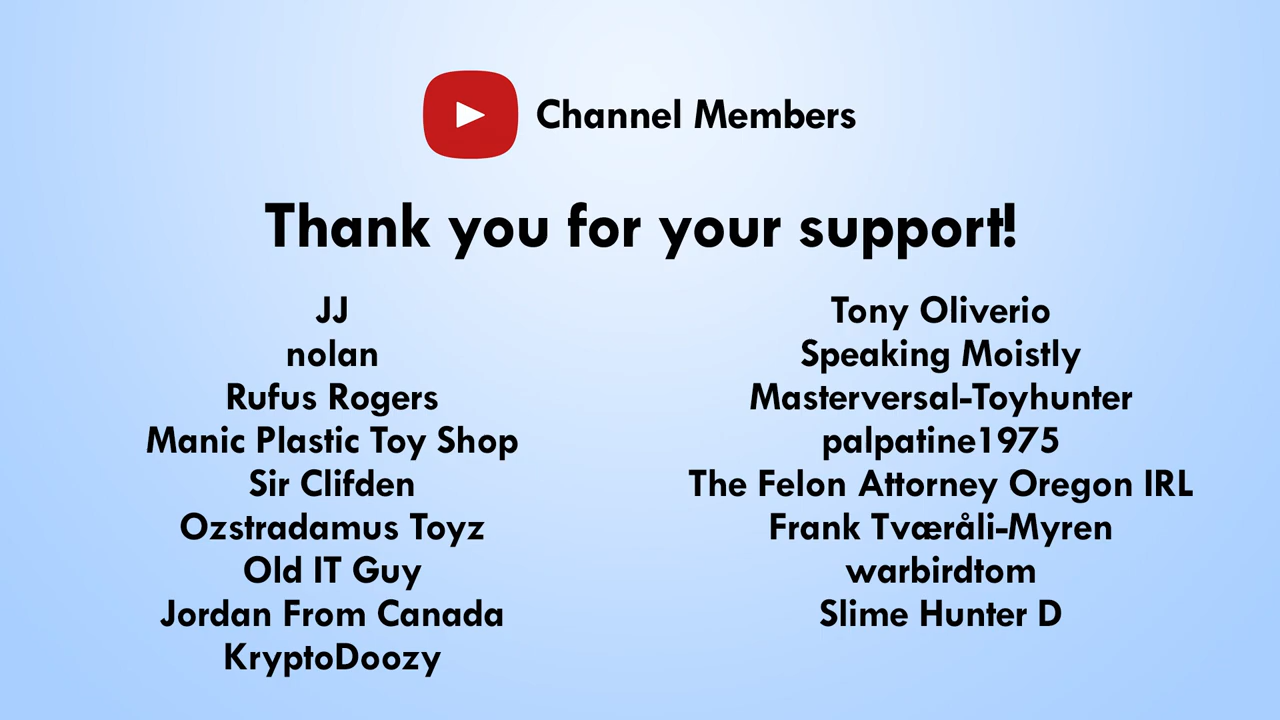 Channel Members
Thank you for your support!
JJ
nolan
Rufus Rogers
Manic Plastic Toy Shop
Sir Clifden
Ozstradamus Toyz
Old IT Guy
Jordan From Canada
KryptoDoozy
Tony Oliverio
Speaking Moistly
Masterversal-Toyhunter
palpatine1975
The Felon Attorney Oregon IRL
Frank Tværåli-Myren
warbirdtom
Slime Hunter D